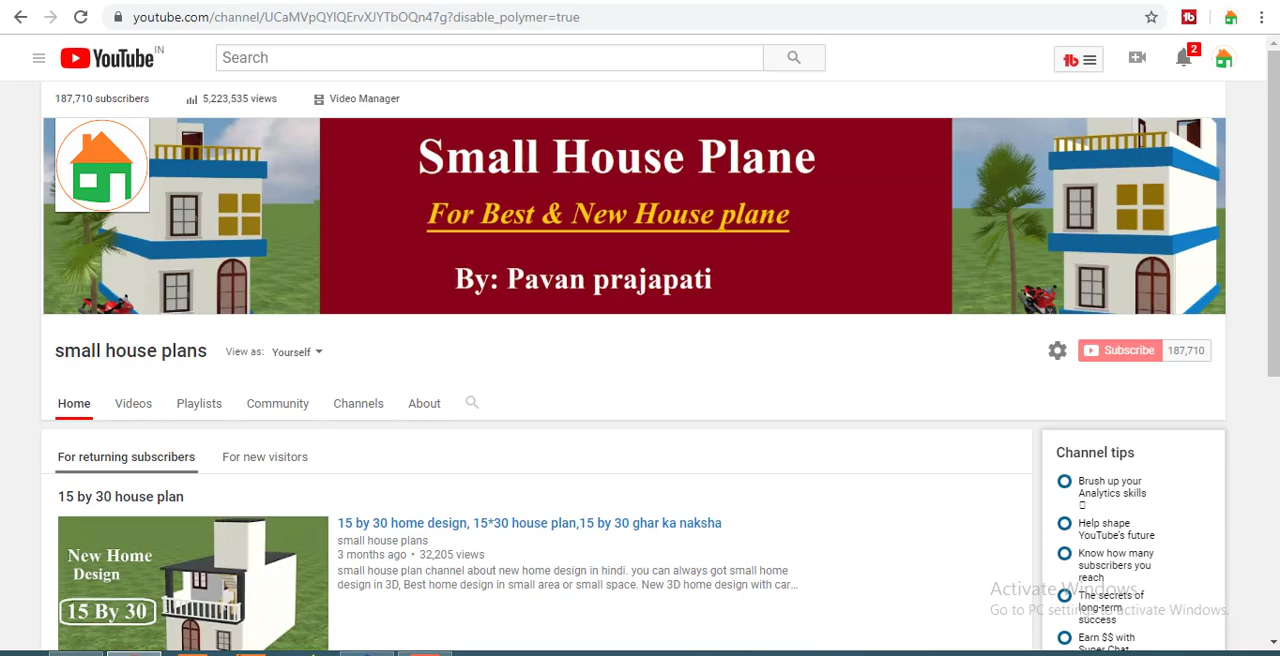 youtube.com/channel/UCaMVpQYlQErvXJYTbOQn47g?disable_polymer=true
YouTube IN
Search
2
187,710 subscribers
5,223,535 views
Video Manager
Small House Plane
For Best & New House plane
By: Pavan prajapati
small house plans
View as: Yourself
Subscribe 187,710
Home
Videos
Playlists
Community
Channels
About
For returning subscribers
For new visitors
15 by 30 house plan
New Home
Design
15 By 30
15 by 30 home design, 15*30 house plan,15 by 30 ghar ka naksha
small house plans
3 months ago • 32,205 views
small house plan channel about new home design in hindi. you can always got small home
design in 3D, Best home design in small area or small space. New 3D home design with car...
Channel tips
Brush up your
Analytics skills
Help shape
YouTube's future
Know how many
subscribers you
reach
The secrets of
long-term
success
Earn $$ with
Super Chat
Activate Windows
Go to PC settings to activate Windows.